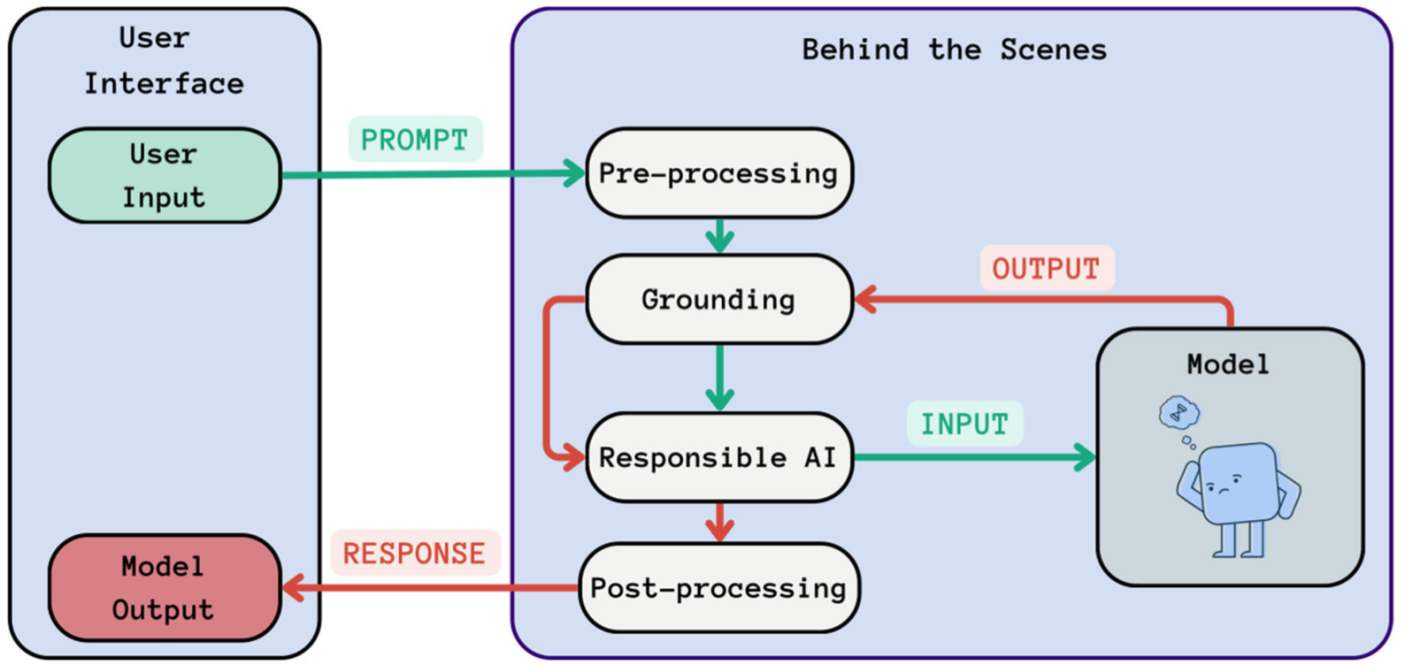 User
Interface
Behind the Scenes
User
Input
PROMPT
Pre-processing
Grounding
OUTPUT
Model
Responsible AI
INPUT
Model
Output
RESPONSE
Post-processing